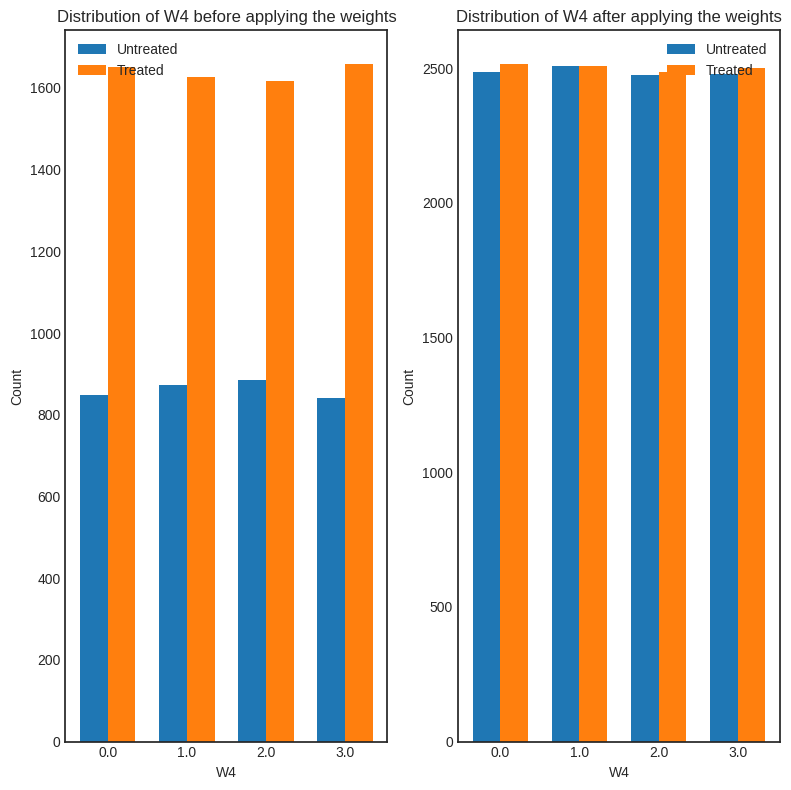 Distribution of W4 before applying the weights
Untreated
Treated
1600
1400
1200
1000
800
600
400
200
0
Count
0.0 1.0 2.0 3.0
W4
Distribution of W4 after applying the weights
Untreated
Treated
2500
2000
1500
1000
500
0
Count
0.0 1.0 2.0 3.0
W4